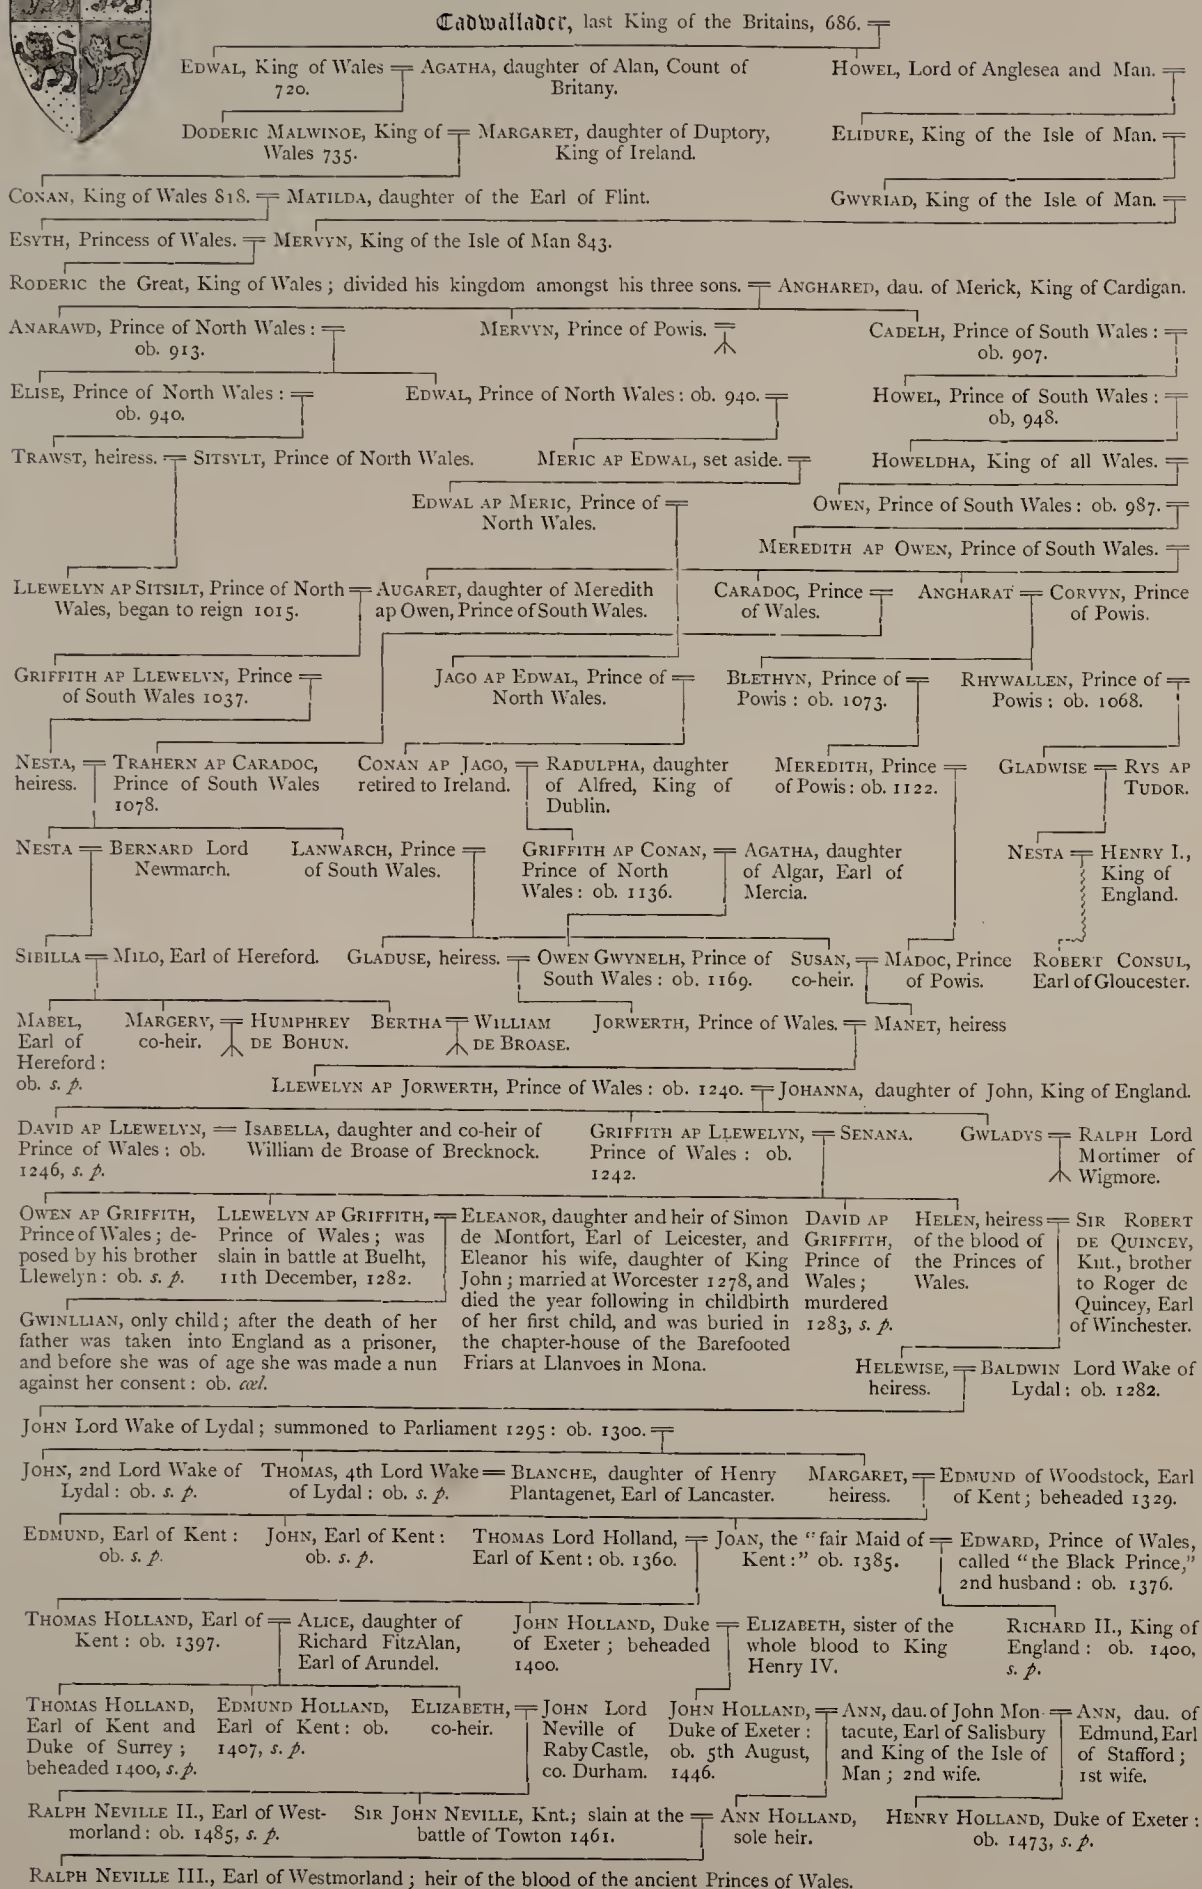 Cadwallader, last King of the Britains, 686.
EDWAL, King of Wales
720.
AGATHA, daughter of Alan, Count of
Britany.
HOWEL, Lord of Anglesea and Man.
DODERIC MALWINOE, King of
Wales 735.
MARGARET, daughter of Duptory,
King of Ireland.
ELIDURE, King of the Isle of Man.
CONAN, King of Wales 818.
MATILDA, daughter of the Earl of Flint.
GWYRIAD, King of the Isle of Man.
ESYTH, Princess of Wales.
MERVYN, King of the Isle of Man 843.
RODERIC the Great, King of Wales; divided his kingdom amongst his three sons.
ANGHARED, dau. of Merick, King of Cardigan.
ANARAWD, Prince of North Wales:
ob. 913.
MERVYN, Prince of Powis.
CADELH, Prince of South Wales:
ob. 907.
ELISE, Prince of North Wales:
ob. 940.
EDWAL, Prince of North Wales: ob. 940.
HOWEL, Prince of South Wales:
ob, 948.
TRAWST, heiress.
SITSYLT, Prince of North Wales.
MERIC AP EDWAL, set aside.
HOWELDHA, King of all Wales.
EDWAL AP MERIC, Prince of
North Wales.
OWEN, Prince of South Wales: ob. 987.
MEREDITH AP OWEN, Prince of South Wales.
LLEWELYN AP SITSILT, Prince of North
Wales, began to reign 1015.
AUGARET, daughter of Meredith
ap Owen, Prince of South Wales.
CARADOC, Prince
of Wales.
ANGHARAT
CORVYN, Prince
of Powis.
GRIFFITH AP LLEWELYN, Prince
of South Wales 1037.
JAGO AP EDWAL, Prince of
North Wales.
BLETHYN, Prince of
Powis: ob. 1073.
RHYWALLEN, Prince of
Powis: ob. 1068.
NESTA,
heiress.
TRAHERN AP CARADOC,
Prince of South Wales
1078.
CONAN AP JAGO,
retired to Ireland.
RADULPHA, daughter
of Alfred, King of
Dublin.
MEREDITH, Prince
of Powis: ob. 1122.
GLADWISE
RYS AP
TUDOR.
NESTA
BERNARD Lord
Newmarch.
LANWARCH, Prince
of South Wales.
GRIFFITH AP CONAN,
Prince of North
Wales: ob. 1136.
AGATHA, daughter
of Algar, Earl of
Mercia.
NESTA
HENRY I.,
King of
England.
SIBILLA
MILO, Earl of Hereford.
GLADUSE, heiress.
OWEN GWYNELH, Prince of
South Wales: ob. 1169.
SUSAN,
co-heir.
MADOC, Prince
of Powis.
ROBERT CONSUL,
Earl of Gloucester.
MABEL,
Earl of
Hereford:
ob. s. p.
MARGERY,
co-heir.
HUMPHREY
DE BOHUN.
BERTHA
WILLIAM
DE BROASE.
JORWERTH, Prince of Wales.
MANET, heiress
LLEWELYN AP JORWERTH, Prince of Wales: ob. 1240.
JOHANNA, daughter of John, King of England.
DAVID AP LLEWELYN,
Prince of Wales: ob.
1246, s. p.
ISABELLA, daughter and co-heir of
William de Broase of Brecknock.
GRIFFITH AP LLEWELYN,
Prince of Wales: ob.
1242.
SENANA.
GWLADYS
RALPH Lord
Mortimer of
Wigmore.
OWEN AP GRIFFITH,
Prince of Wales; de-
posed by his brother
Llewelyn: ob. s. p.
LLEWELYN AP GRIFFITH,
Prince of Wales; was
slain in battle at Buelht,
11th December, 1282.
ELEANOR, daughter and heir of Simon
de Montfort, Earl of Leicester, and
Eleanor his wife, daughter of King
John; married at Worcester 1278, and
died the year following in childbirth
of her first child, and was buried in
the chapter-house of the Barefooted
Friars at Llanvoes in Mona.
DAVID AP
GRIFFITH,
Prince of
Wales;
murdered
1283, s. p.
HELEN, heiress
of the blood of
the Princes of
Wales.
SIR ROBERT
DE QUINCEY,
Knt., brother
to Roger de
Quincey, Earl
of Winchester.
GWINLLIAN, only child; after the death of her
father was taken into England as a prisoner,
and before she was of age she was made a nun
against her consent: ob. cœl.
HELEWISE,
heiress.
BALDWIN Lord Wake of
Lydal: ob. 1282.
JOHN Lord Wake of Lydal; summoned to Parliament 1295: ob. 1300.
JOHN, 2nd Lord Wake of
Lydal: ob. s. p.
THOMAS, 4th Lord Wake
of Lydal: ob. s. p.
BLANCHE, daughter of Henry
Plantagenet, Earl of Lancaster.
MARGARET,
heiress.
EDMUND of Woodstock, Earl
of Kent; beheaded 1329.
EDMUND, Earl of Kent:
ob. s. p.
JOHN, Earl of Kent:
ob. s. p.
THOMAS Lord Holland,
Earl of Kent: ob. 1360.
JOAN, the "fair Maid of
Kent:" ob. 1385.
EDWARD, Prince of Wales,
called "the Black Prince,"
2nd husband: ob. 1376.
THOMAS HOLLAND, Earl of
Kent: ob. 1397.
ALICE, daughter of
Richard FitzAlan,
Earl of Arundel.
JOHN HOLLAND, Duke
of Exeter; beheaded
1400.
ELIZABETH, sister of the
whole blood to King
Henry IV.
RICHARD II., King of
England: ob. 1400,
s. p.
THOMAS HOLLAND,
Earl of Kent and
Duke of Surrey;
beheaded 1400, s. p.
EDMUND HOLLAND,
Earl of Kent: ob.
1407, s. p.
ELIZABETH,
co-heir.
JOHN Lord
Neville of
Raby Castle,
co. Durham.
JOHN HOLLAND,
Duke of Exeter:
ob. 5th August,
1446.
ANN, dau. of John Mon-
tacute, Earl of Salisbury
and King of the Isle of
Man; 2nd wife.
ANN, dau. of
Edmund, Earl
of Stafford;
1st wife.
RALPH NEVILLE II., Earl of West-
morland: ob. 1485, s. p.
SIR JOHN NEVILLE, Knt.; slain at the
battle of Towton 1461.
ANN HOLLAND,
sole heir.
HENRY HOLLAND, Duke of Exeter:
ob. 1473, s. p.
RALPH NEVILLE III., Earl of Westmorland; heir of the blood of the ancient Princes of Wales.